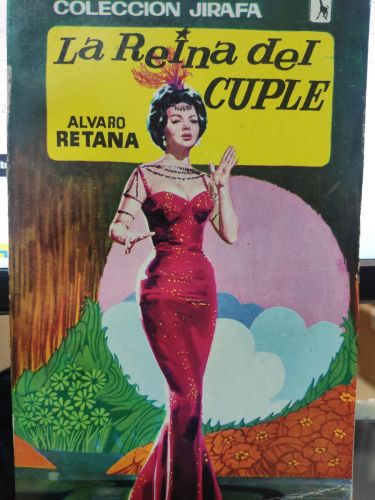 COLECCION JIRAFA
La Reina del
CUPLE
ALVARO
RETANA